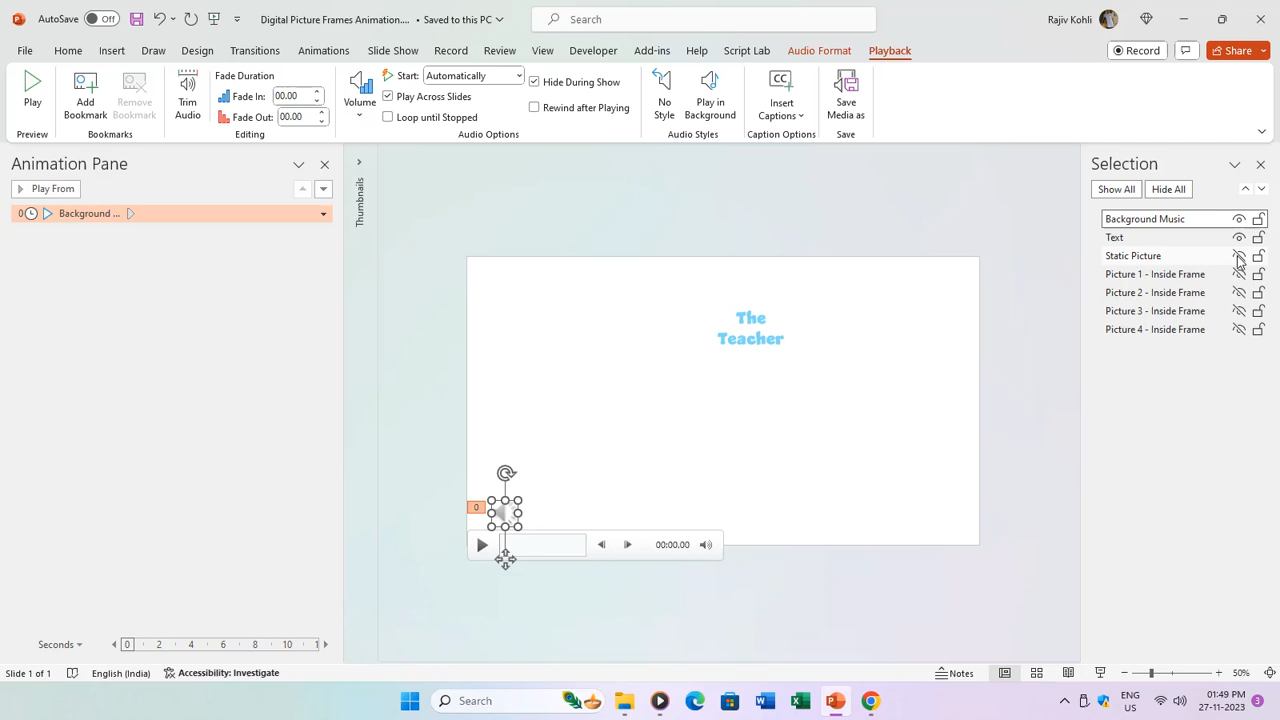 AutoSave Off Digital Picture Frames Animation.... • Saved to this PC Search Rajiv Kohli
File Home Insert Draw Design Transitions Animations Slide Show Record Review View Developer Add-ins Help Script Lab Audio Format Playback Record Share
Play
Preview
Add Bookmark
Remove Bookmark
Bookmarks
Trim Audio
Fade Duration
Fade In: 00.00
Fade Out: 00.00
Editing
Volume
Start: Automatically
Play Across Slides
Loop until Stopped
Hide During Show
Rewind after Playing
Audio Options
No Style
Play in Background
Audio Styles
Insert Captions
Caption Options
Save Media as
Save
Animation Pane
Play From
0 Background ...
Seconds 0 2 4 6 8 10 1
Thumbnails
The
Teacher
0
00:00.00
Selection
Show All Hide All
Background Music
Text
Static Picture
Picture 1 - Inside Frame
Picture 2 - Inside Frame
Picture 3 - Inside Frame
Picture 4 - Inside Frame
Slide 1 of 1 English (India) Accessibility: Investigate Notes 50%
Search
ENG
US
01:49 PM
27-11-2023
3